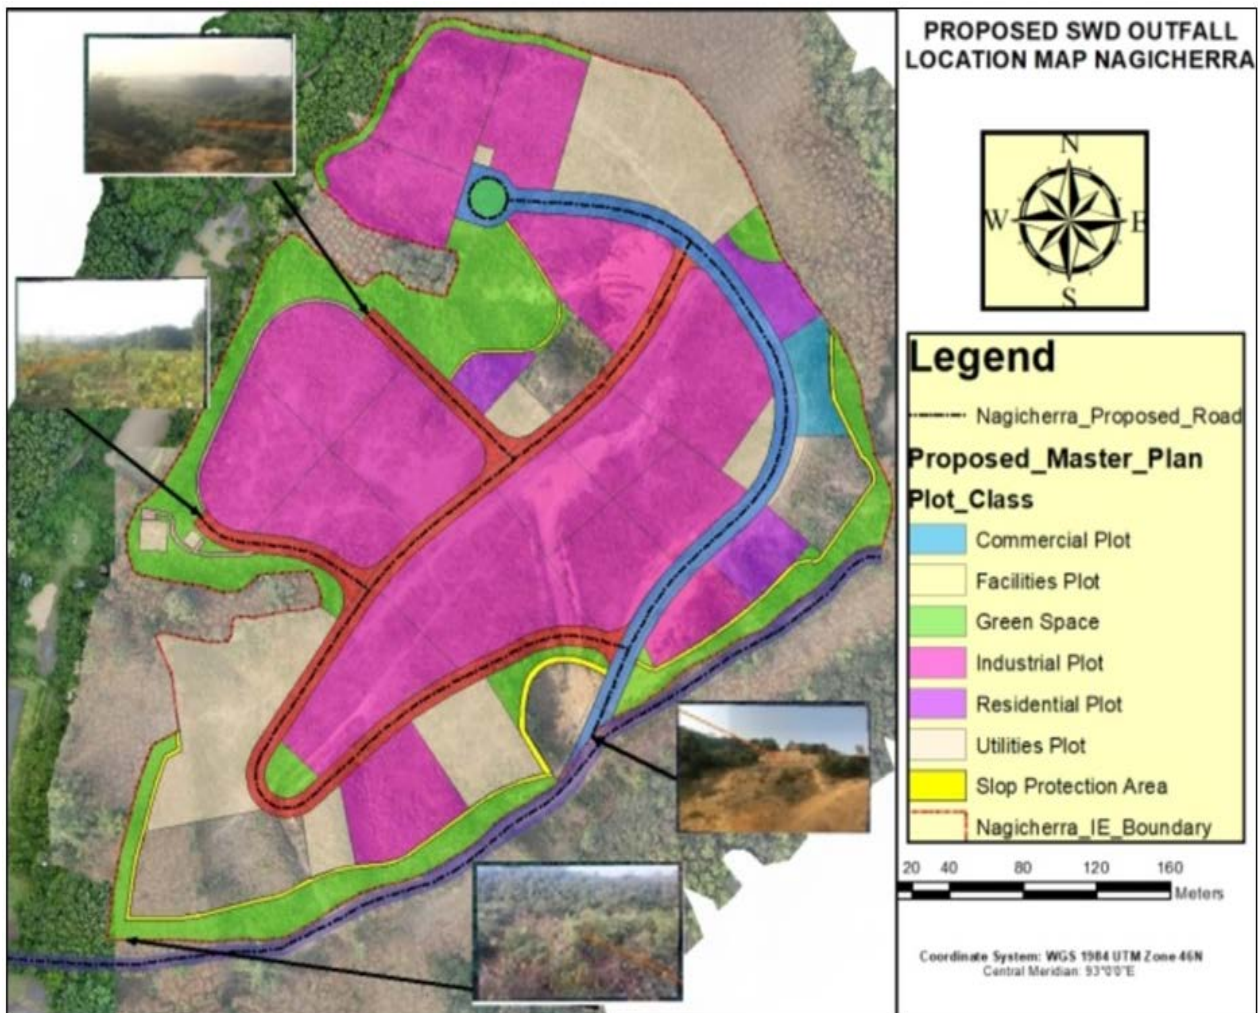 PROPOSED SWD OUTFALL
LOCATION MAP NAGICHERRA
N
W E
S
Legend
Nagicherra_Proposed_Road
Proposed_Master_Plan
Plot_Class
Commercial Plot
Facilities Plot
Green Space
Industrial Plot
Residential Plot
Utilities Plot
Slop Protection Area
Nagicherra_IE_Boundary
20 40 80 120 160
Meters
Coordinate System: WGS 1984 UTM Zone 46N
Central Meridian: 93°0'0"E